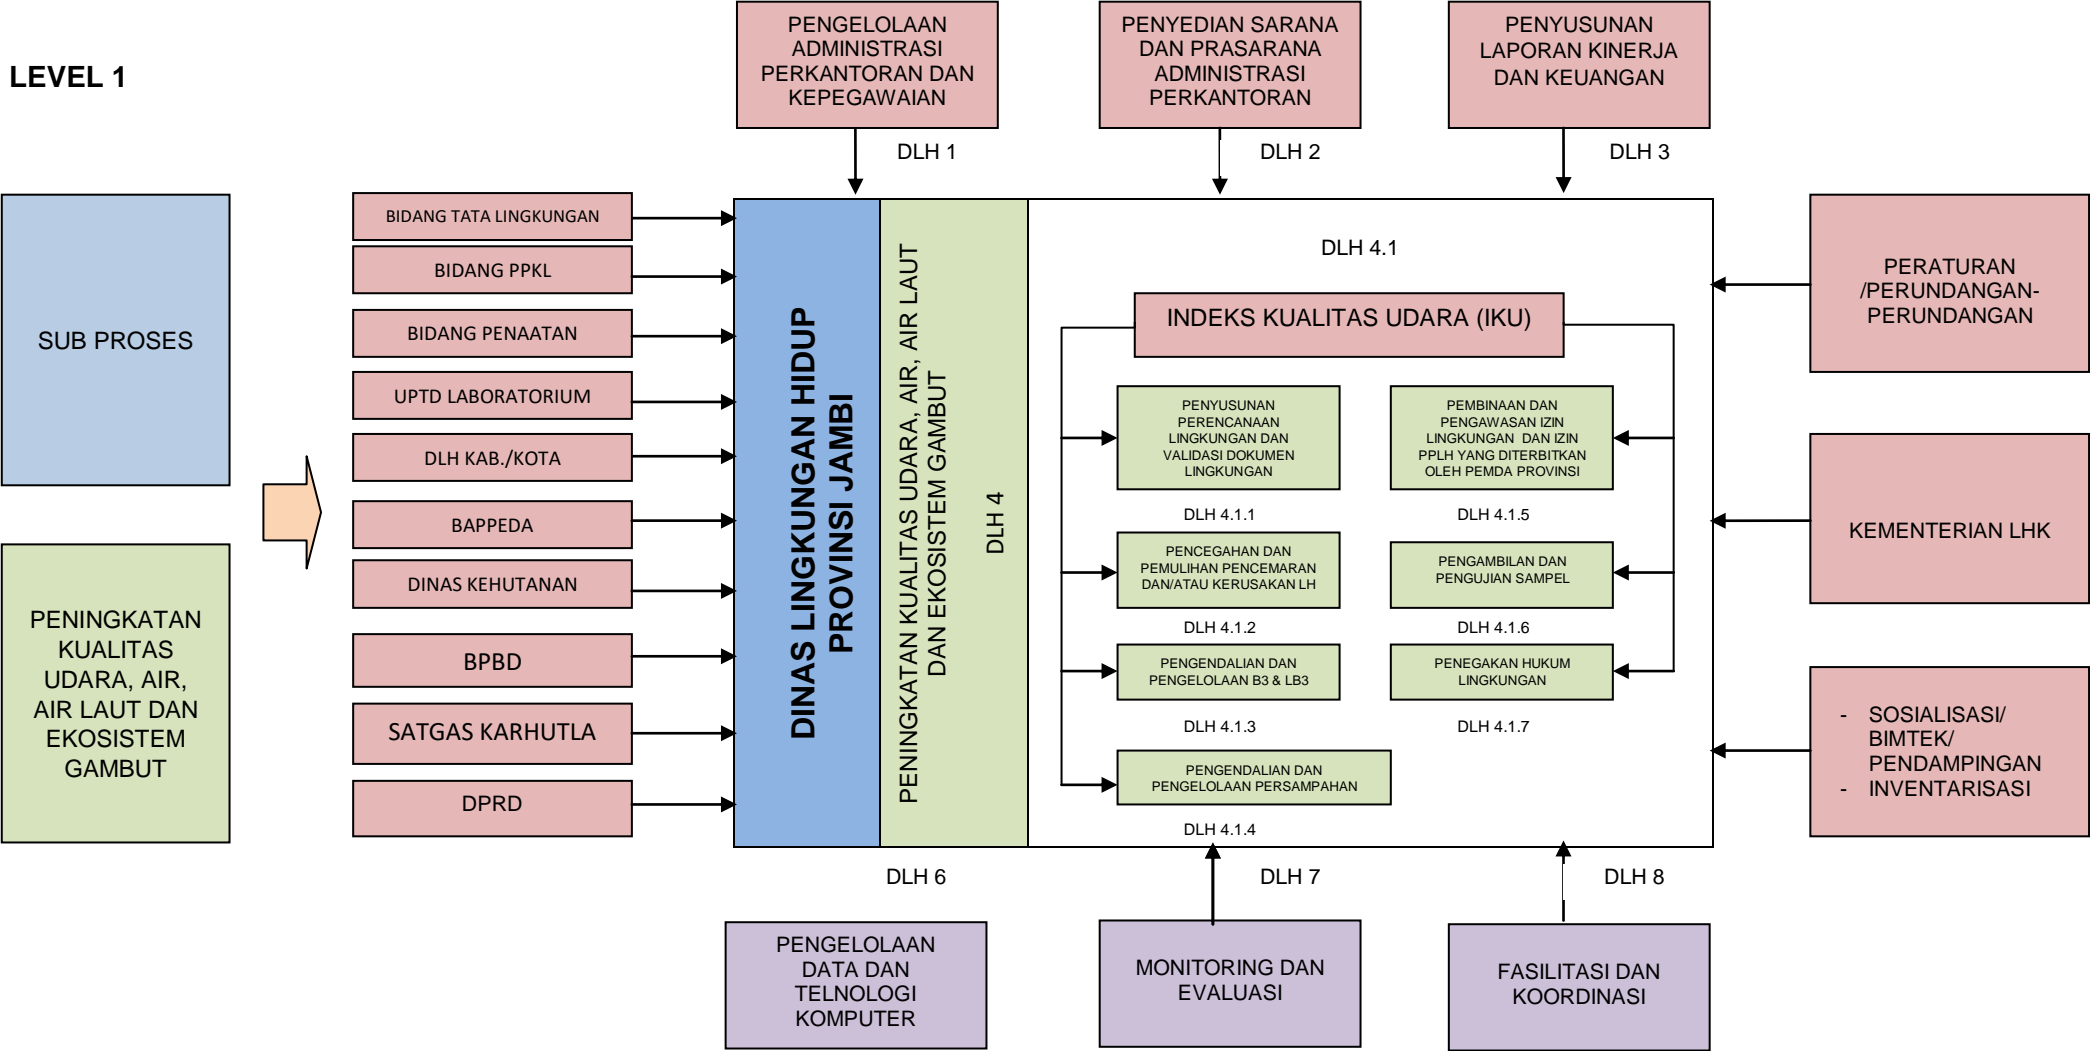 LEVEL 1
PENGELOLAAN
ADMINISTRASI
PERKANTORAN DAN
KEPEGAWAIAN
PENYEDIAN SARANA
DAN PRASARANA
ADMINISTRASI
PERKANTORAN
PENYUSUNAN
LAPORAN KINERJA
DAN KEUANGAN
DLH 1
DLH 2
DLH 3
SUB PROSES
PENINGKATAN
KUALITAS
UDARA, AIR,
AIR LAUT DAN
EKOSISTEM
GAMBUT
BIDANG TATA LINGKUNGAN
BIDANG PPKL
BIDANG PENAATAN
UPTD LABORATORIUM
DLH KAB./KOTA
BAPPEDA
DINAS KEHUTANAN
BPBD
SATGAS KARHUTLA
DPRD
DINAS LINGKUNGAN HIDUP
PROVINSI JAMBI
PENINGKATAN KUALITAS UDARA, AIR, AIR LAUT
DAN EKOSISTEM GAMBUT
DLH 4
DLH 4.1
INDEKS KUALITAS UDARA (IKU)
PENYUSUNAN
PERENCANAAN
LINGKUNGAN DAN
VALIDASI DOKUMEN
LINGKUNGAN
DLH 4.1.1
PENCEGAHAN DAN
PEMULIHAN PENCEMARAN
DAN/ATAU KERUSAKAN LH
DLH 4.1.2
PENGENDALIAN DAN
PENGELOLAAN B3 & LB3
DLH 4.1.3
PENGENDALIAN DAN
PENGELOLAAN PERSAMPAHAN
DLH 4.1.4
PEMBINAAN DAN
PENGAWASAN IZIN
LINGKUNGAN DAN IZIN
PPLH YANG DITERBITKAN
OLEH PEMDA PROVINSI
DLH 4.1.5
PENGAMBILAN DAN
PENGUJIAN SAMPEL
DLH 4.1.6
PENEGAKAN HUKUM
LINGKUNGAN
DLH 4.1.7
PERATURAN
/PERUNDANGAN-
PERUNDANGAN
KEMENTERIAN LHK
- SOSIALISASI/
BIMTEK/
PENDAMPINGAN
- INVENTARISASI
DLH 6
DLH 7
DLH 8
PENGELOLAAN
DATA DAN
TELNOLOGI
KOMPUTER
MONITORING DAN
EVALUASI
FASILITASI DAN
KOORDINASI